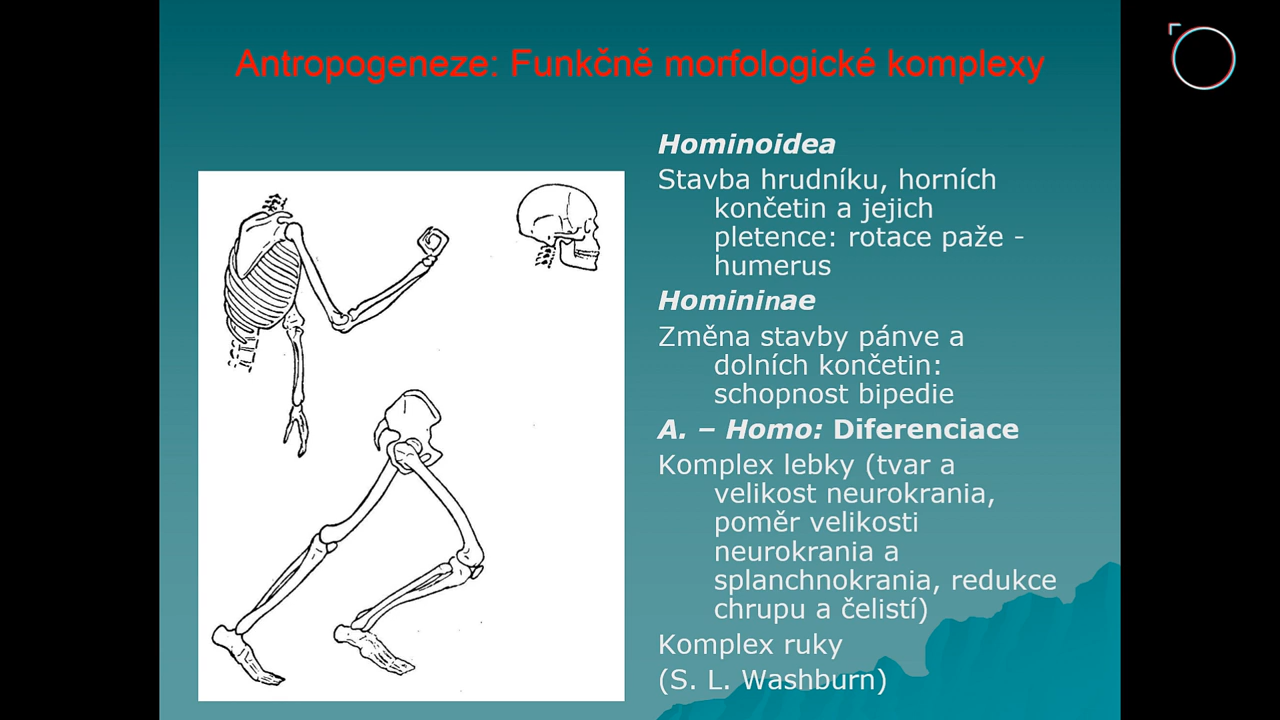 Antropogeneze: Funkčně morfologické komplexy
Hominoidea
Stavba hrudníku, horních
končetin a jejich
pletence: rotace paže -
humerus
Homininae
Změna stavby pánve a
dolních končetin:
schopnost bipedie
A. – Homo: Diferenciace
Komplex lebky (tvar a
velikost neurokrania,
poměr velikosti
neurokrania a
splanchnokrania, redukce
chrupu a čelistí)
Komplex ruky
(S. L. Washburn)